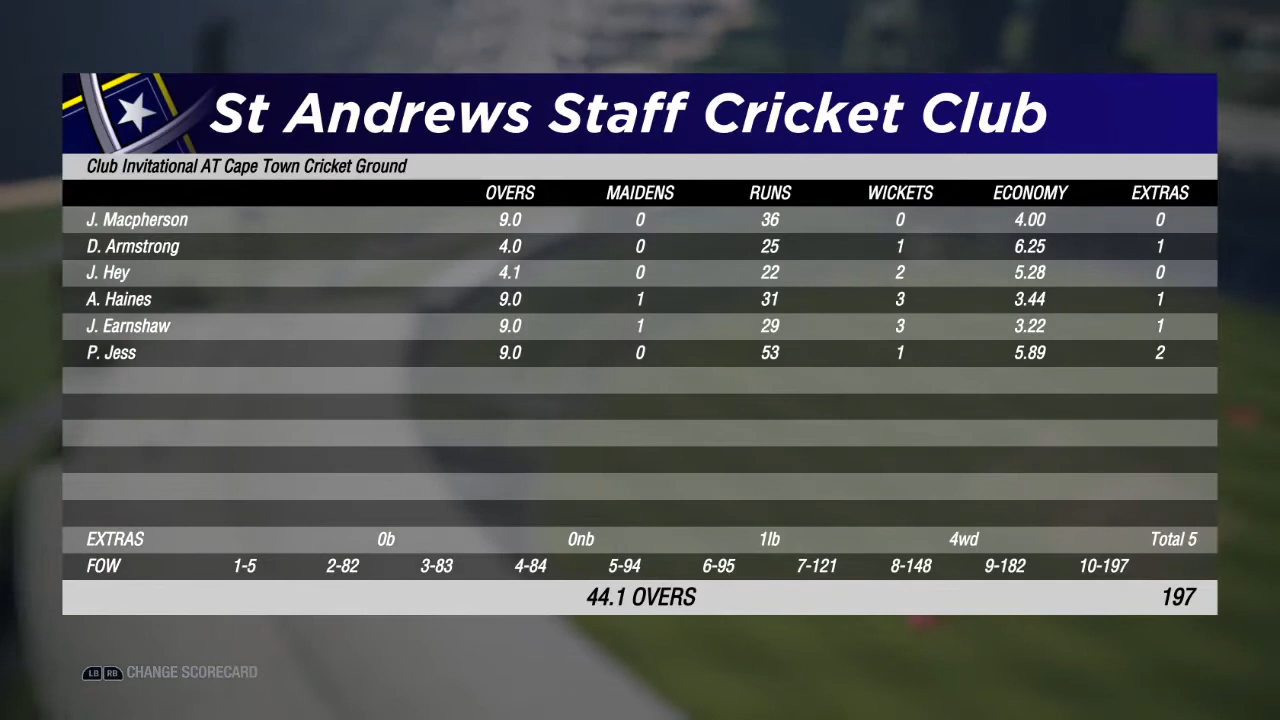 St Andrews Staff Cricket Club
Club Invitational AT Cape Town Cricket Ground
OVERS MAIDENS RUNS WICKETS ECONOMY EXTRAS
J. Macpherson 9.0 0 36 0 4.00 0
D. Armstrong 4.0 0 25 1 6.25 1
J. Hey 4.1 0 22 2 5.28 0
A. Haines 9.0 1 31 3 3.44 1
J. Earnshaw 9.0 1 29 3 3.22 1
P. Jess 9.0 0 53 1 5.89 2
EXTRAS 0b 0nb 1lb 4wd Total 5
FOW 1-5 2-82 3-83 4-84 5-94 6-95 7-121 8-148 9-182 10-197
44.1 OVERS 197
LB RB CHANGE SCORECARD